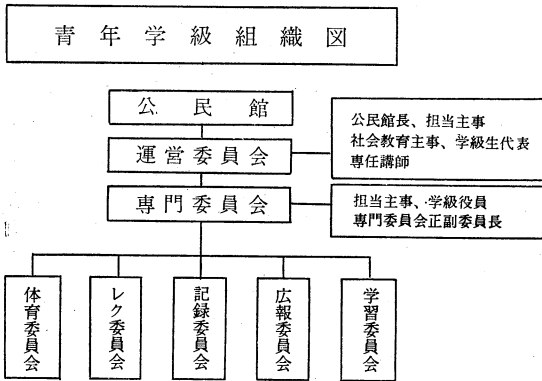 青年学級組織図
公民館
運営委員会
公民館長、担当主事
社会教育主事、学級生代表
専任講師
専門委員会
担当主事、学級役員
専門委員会正副委員長
体育委員会
レク委員会
記録委員会
広報委員会
学習委員会